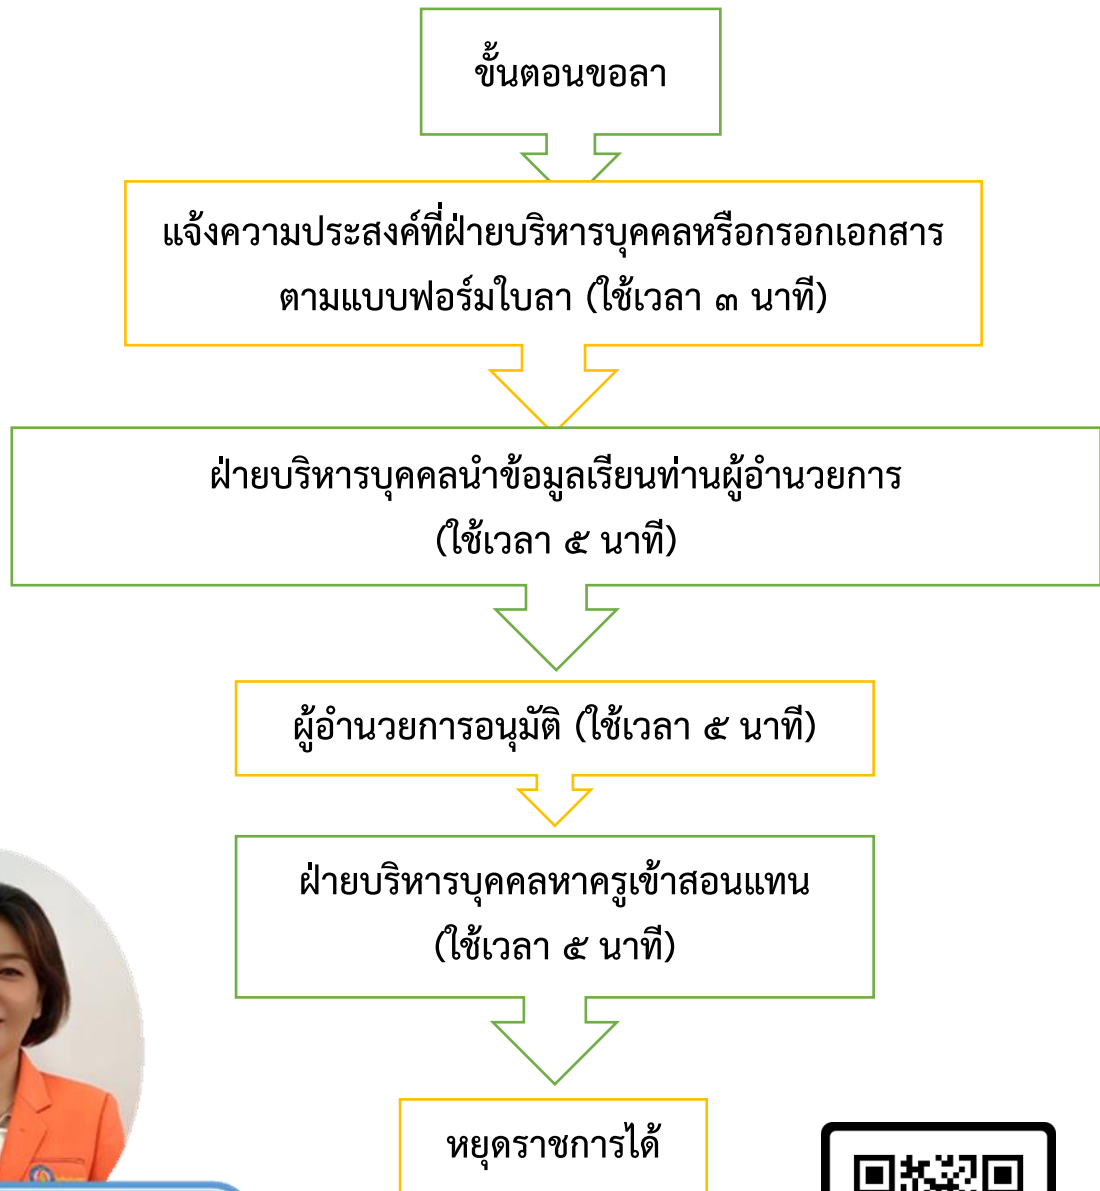 ขั้นตอนขอลา
แจ้งความประสงค์ที่ฝ่ายบริหารบุคคลหรือกรอกเอกสาร
ตามแบบฟอร์มใบลา (ใช้เวลา ๓ นาที)
ฝ่ายบริหารบุคคลนำข้อมูลเรียนท่านผู้อำนวยการ
(ใช้เวลา ๕ นาที)
ผู้อำนวยการอนุมัติ (ใช้เวลา ๕ นาที)
ฝ่ายบริหารบุคคลหาครูเข้าสอนแทน
(ใช้เวลา ๕ นาที)
หยุดราชการได้